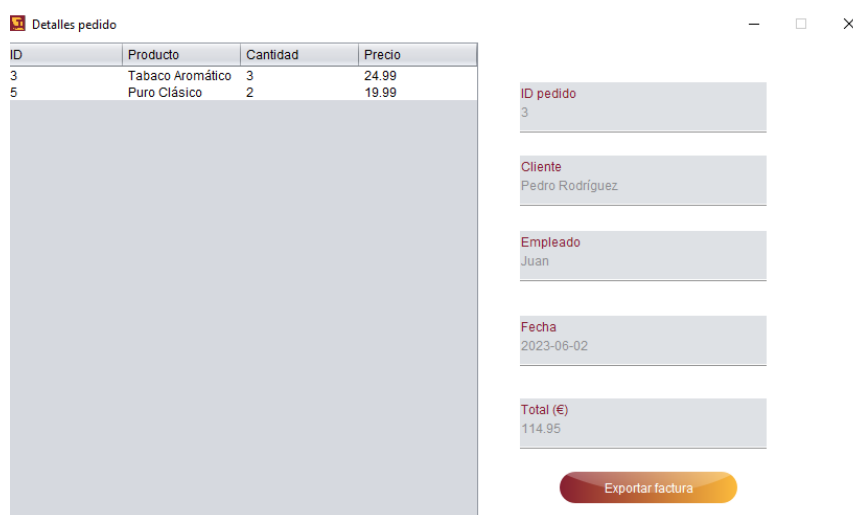 Detalles pedido
ID Producto Cantidad Precio
3 Tabaco Aromático 3 24.99
5 Puro Clásico 2 19.99
ID pedido
3
Cliente
Pedro Rodríguez
Empleado
Juan
Fecha
2023-06-02
Total (€)
114.95
Exportar factura